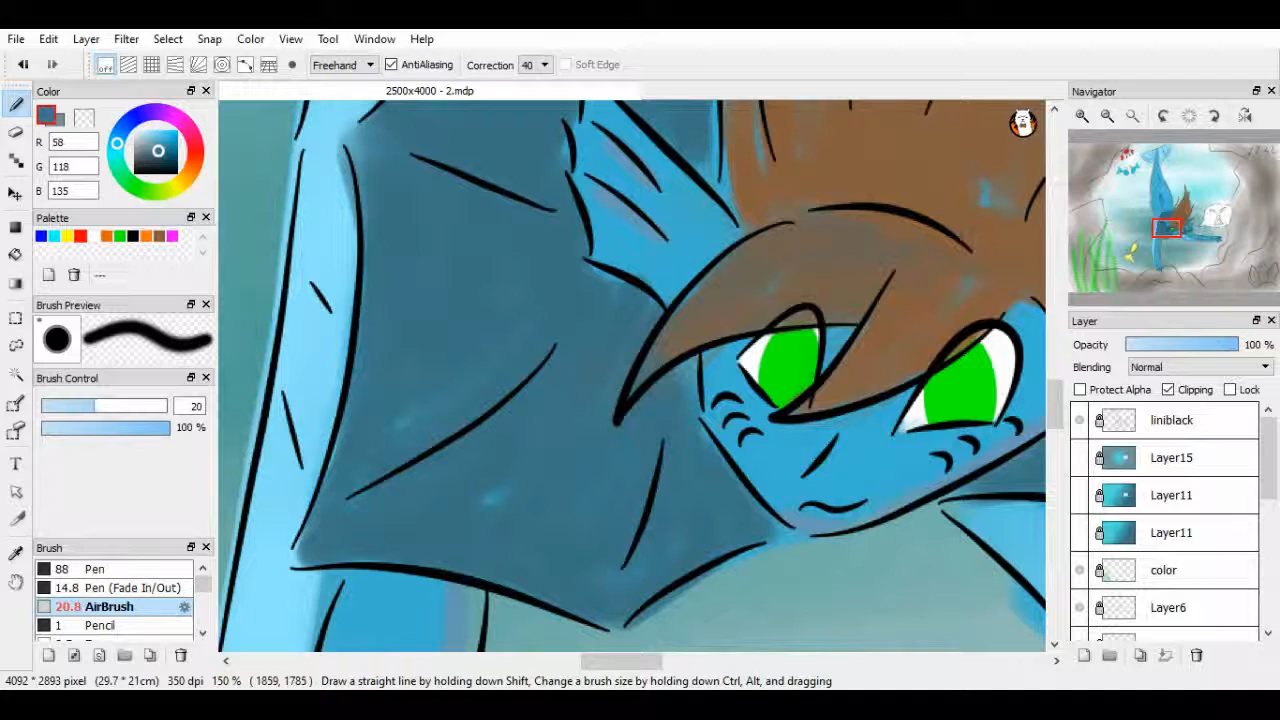 File Edit Layer Filter Select Snap Color View Tool Window Help
off Freehand AntiAliasing Correction 40 Soft Edge
Color
2500x4000 - 2.mdp
Navigator
R 58
G 118
B 135
Palette
---
Brush Preview
Layer
Opacity 100 %
Blending Normal
Brush Control
Protect Alpha Clipping Lock
20
100 %
liniblack
Layer15
Layer11
Layer11
color
Layer6
Brush
88 Pen
14.8 Pen (Fade In/Out)
20.8 AirBrush
1 Pencil
4092 * 2893 pixel (29.7 * 21cm) 350 dpi 150 % ( 1859, 1785 ) Draw a straight line by holding down Shift, Change a brush size by holding down Ctrl, Alt, and dragging